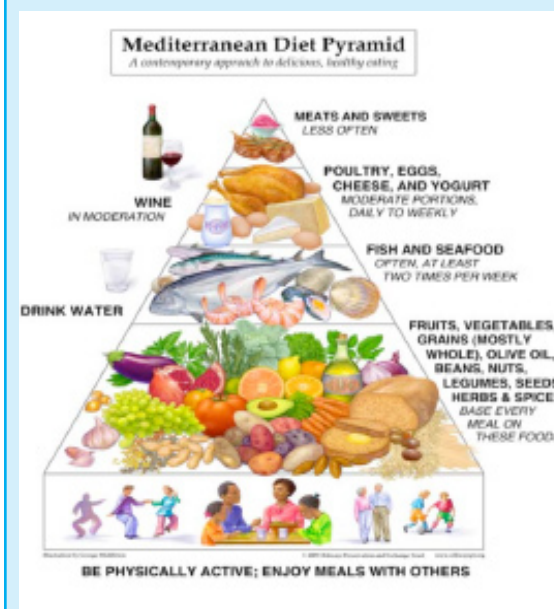 Mediterranean Diet Pyramid
A contemporary approach to delicious, healthy eating
MEATS AND SWEETS
LESS OFTEN
POULTRY, EGGS,
CHEESE, AND YOGURT
MODERATE PORTIONS,
DAILY TO WEEKLY
WINE
IN MODERATION
FISH AND SEAFOOD
OFTEN, AT LEAST
TWO TIMES PER WEEK
DRINK WATER
FRUITS, VEGETABLES,
GRAINS (MOSTLY
WHOLE), OLIVE OIL,
BEANS, NUTS,
LEGUMES, SEEDS
HERBS & SPICE
BASE EVERY
MEAL ON
THESE FOOD
BE PHYSICALLY ACTIVE; ENJOY MEALS WITH OTHERS